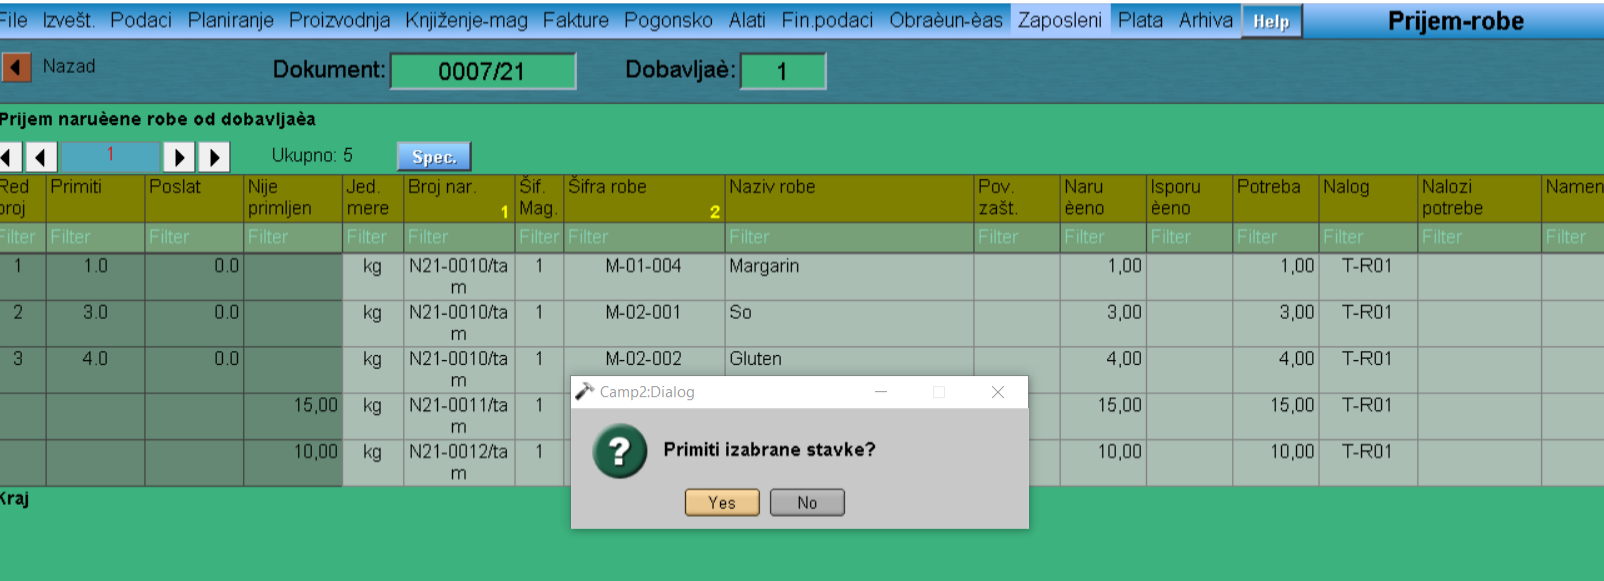 File Izvešt. Podaci Planiranje Proizvodnja Knjiženje-mag Fakture Pogonsko Alati Fin.podaci Obraèun-èas Zaposleni Plata Arhiva Help Prijem-robe
Nazad Dokument: 0007/21 Dobavljaè: 1
Prijem naruèene robe od dobavljaèa
1 Ukupno: 5 Spec.
Red Primiti Poslat Nije Jed. Broj nar. Šif. Šifra robe Naziv robe Pov. Naru Isporu Potreba Nalog Nalozi Namen
broj primljen mere 1 Mag. 2 zašt. èeno èeno potrebe
Filter Filter Filter Filter Filter Filter Filter Filter Filter Filter Filter Filter Filter Filter Filter Filter
1 1.0 0.0 kg N21-0010/ta 1 M-01-004 Margarin 1,00 1,00 T-R01
m
2 3.0 0.0 kg N21-0010/ta 1 M-02-001 So 3,00 3,00 T-R01
m
3 4.0 0.0 kg N21-0010/ta 1 M-02-002 Gluten 4,00 4,00 T-R01
m
15,00 kg N21-0011/ta 1 15,00 15,00 T-R01
m
10,00 kg N21-0012/ta 1 10,00 10,00 T-R01
m
Kraj
Camp2:Dialog
? Primiti izabrane stavke?
Yes No